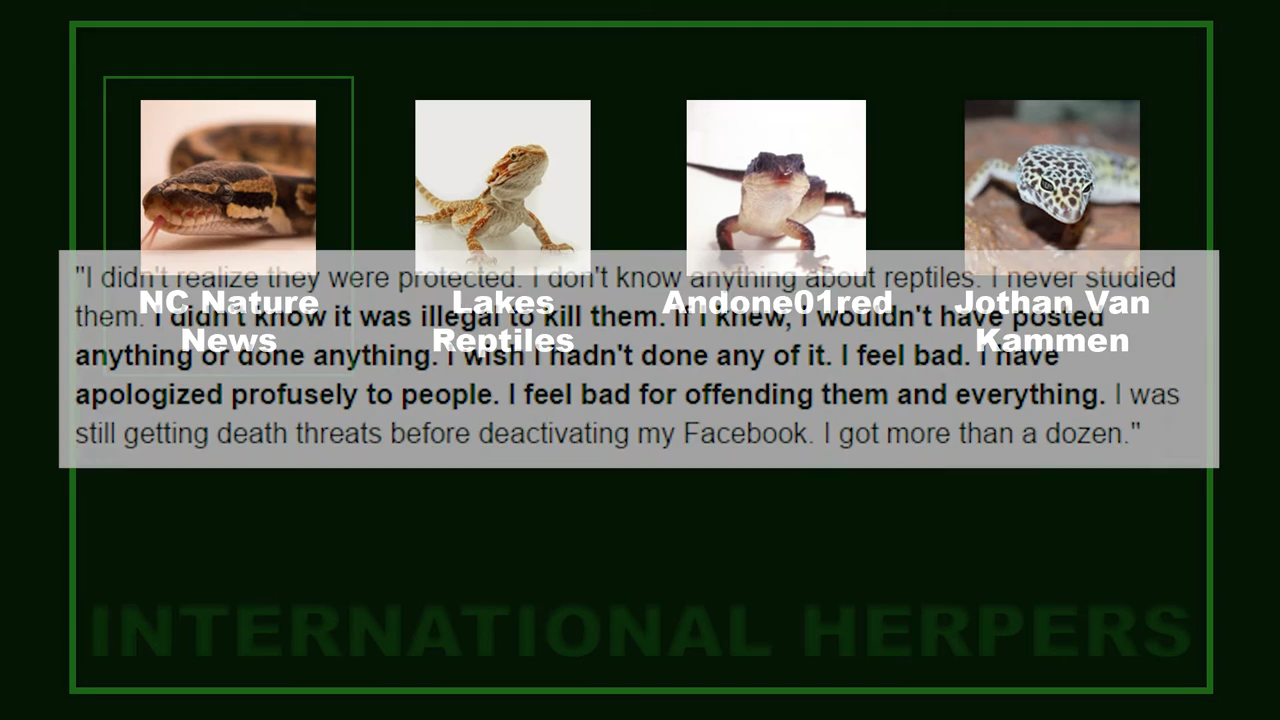 "I didn't realize they were protected. I don't know anything about reptiles. I never studied
them. I didn't know it was illegal to kill them. If I knew, I wouldn't have posted
anything or done anything. I wish I hadn't done any of it. I feel bad. I have
apologized profusely to people. I feel bad for offending them and everything. I was
still getting death threats before deactivating my Facebook. I got more than a dozen."
NC Nature
News
Lakes
Reptiles
Andone01red
Jothan Van
Kammen
INTERNATIONAL HERPERS